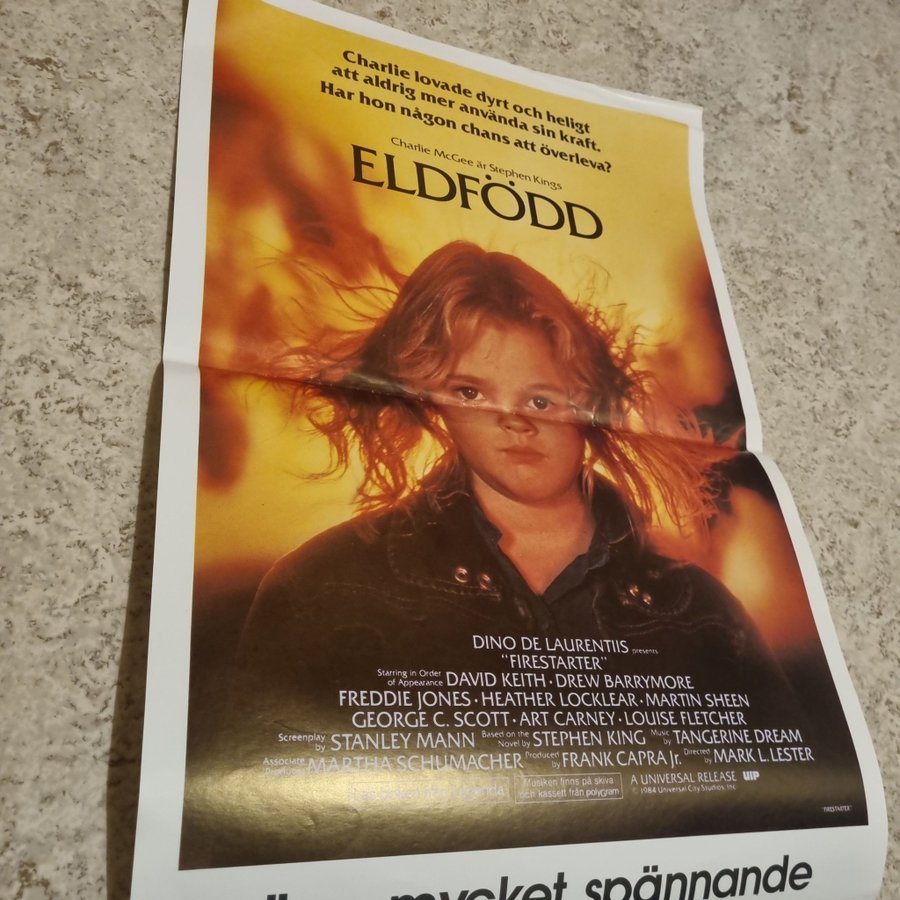 Charlie lovade dyrt och heligt
att aldrig mer använda sin kraft.
Har hon någon chans att överleva?
Charlie McGee är Stephen Kings
ELDFÖDD
DINO DE LAURENTIIS presents
"FIRESTARTER"
Starring in Order of Appearance DAVID KEITH · DREW BARRYMORE
FREDDIE JONES · HEATHER LOCKLEAR · MARTIN SHEEN
GEORGE C. SCOTT · ART CARNEY · LOUISE FLETCHER
Screenplay by STANLEY MANN Based on the Novel by STEPHEN KING Music by TANGERINE DREAM
Associate Producer MARTHA SCHUMACHER Produced by FRANK CAPRA Jr. Directed by MARK L. LESTER
Musiken finns på skiva
och kassett från polygram
A UNIVERSAL RELEASE UIP
© 1984 Universal City Studios, Inc.
"FIRESTARTER"
mycket spännande